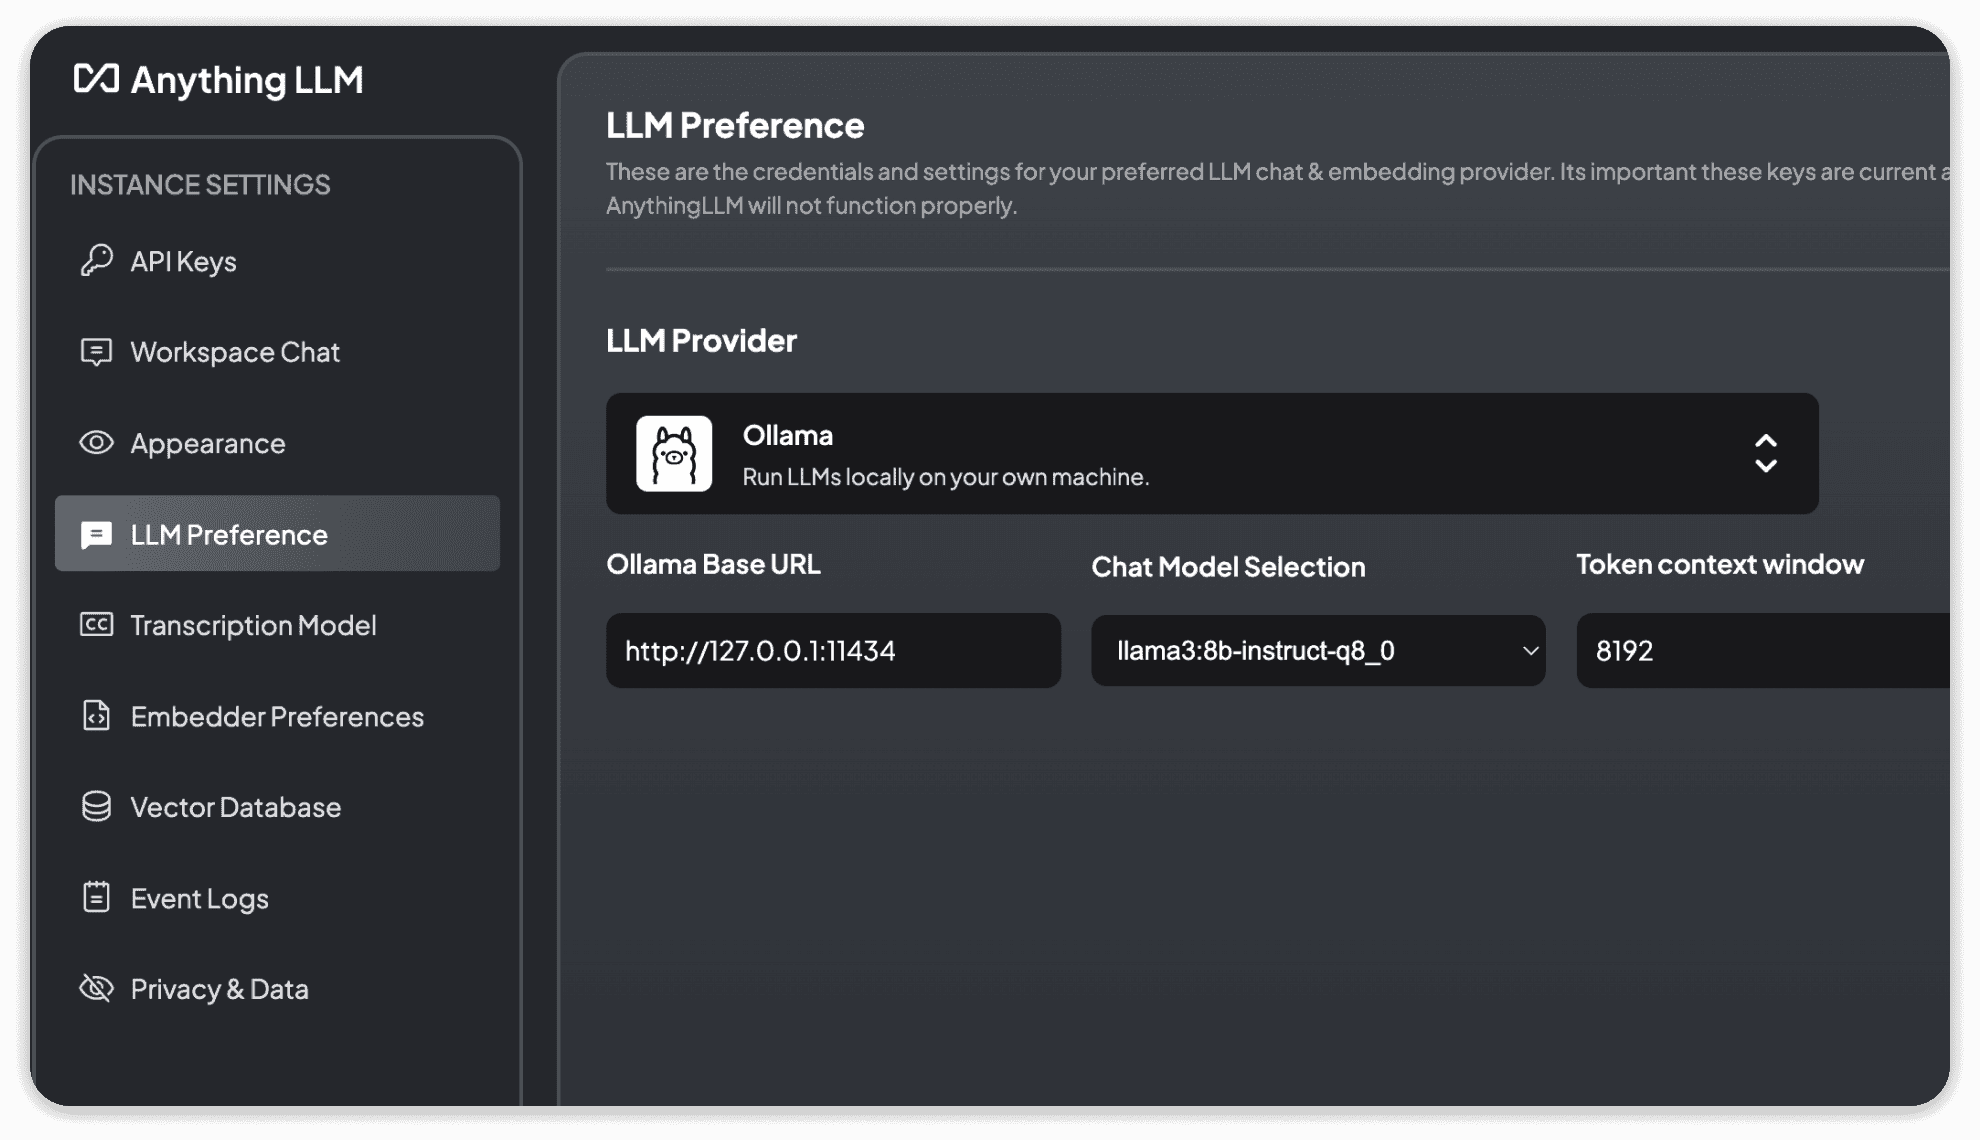 Anything LLM
INSTANCE SETTINGS
API Keys
Workspace Chat
Appearance
LLM Preference
Transcription Model
Embedder Preferences
Vector Database
Event Logs
Privacy & Data
LLM Preference
These are the credentials and settings for your preferred LLM chat & embedding provider. Its important these keys are current
AnythingLLM will not function properly.
LLM Provider
Ollama
Run LLMs locally on your own machine.
Ollama Base URL
Chat Model Selection
Token context window
http://127.0.0.1:11434
llama3:8b-instruct-q8_0
8192
CC